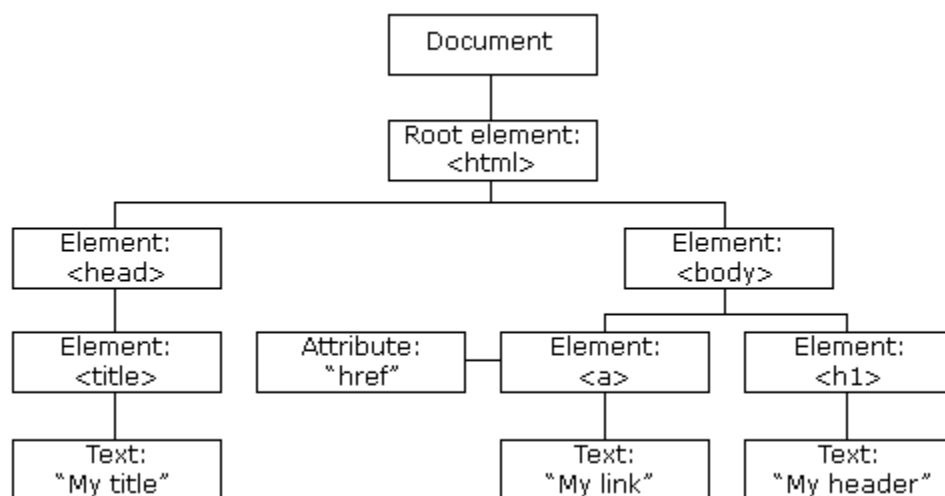 Document
Root element:
<html>
Element:
<head>
Element:
<body>
Element:
<title>
Attribute:
“href”
Element:
<a>
Element:
<h1>
Text:
“My title”
Text:
“My link”
Text:
“My header”